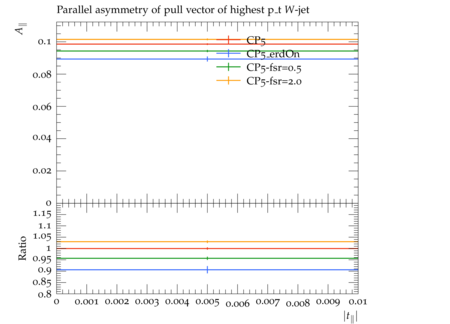 Parallel asymmetry of pull vector of highest p_t W-jet
A∥
0.1
0.08
0.06
0.04
0.02
0
CP5
CP5_erdOn
CP5-fsr=0.5
CP5-fsr=2.0
Ratio
1.15
1.1
1.05
1
0.95
0.9
0.85
0.8
0 0.001 0.002 0.003 0.004 0.005 0.006 0.007 0.008 0.009 0.01
|t∥|